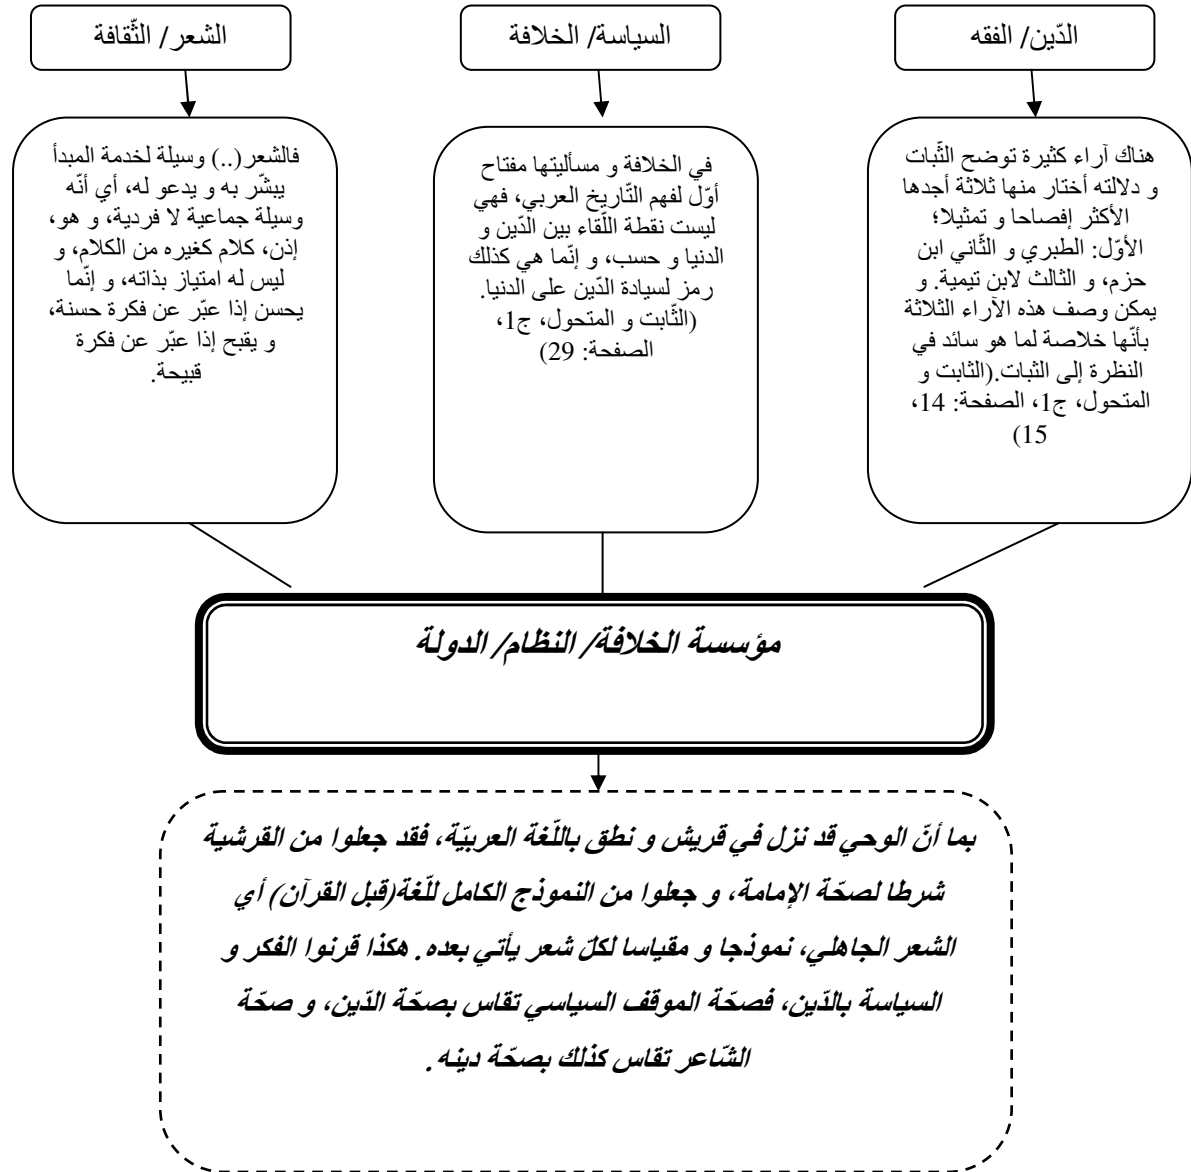 الدّين/ الفقه
السياسة/ الخلافة
الشعر/ الثّقافة
هناك آراء كثيرة توضح الثّبات
و دلالته أختار منها ثلاثة أجدها
الأكثر إفصاحا و تمثيلا؛
الأوّل: الطبري و الثّاني ابن
حزم، و الثالث لابن تيمية. و
يمكن وصف هذه الآراء الثلاثة
بأنّها خلاصة لما هو سائد في
النظرة إلى الثبات.(الثابت و
المتحول، ج1، الصفحة: 14،
15)
في الخلافة و مسأليتها مفتاح
أوّل لفهم التّاريخ العربي، فهي
ليست نقطة اللّقاء بين الدّين و
الدنيا و حسب، و إنّما هي كذلك
رمز لسيادة الدّين على الدنيا.
(الثّابت و المتحول، ج1،
الصفحة: 29)
فالشعر(..) وسيلة لخدمة المبدأ
يبشّر به و يدعو له، أي أنّه
وسيلة جماعية لا فردية، و هو،
إذن، كلام كغيره من الكلام، و
ليس له امتياز بذاته، و إنّما
يحسن إذا عبّر عن فكرة حسنة،
و يقبح إذا عبّر عن فكرة
قبيحة.
مؤسسة الخلافة/ النظام/ الدولة
بما أنّ الوحي قد نزل في قريش و نطق باللّغة العربيّة، فقد جعلوا من القرشية
شرطا لصحّة الإمامة، و جعلوا من النموذج الكامل للّغة(قبل القرآن) أي
الشعر الجاهلي، نموذجا و مقياسا لكلّ شعر يأتي بعده. هكذا قرنوا الفكر و
السياسة بالدّين، فصحّة الموقف السياسي تقاس بصحّة الدّين، و صحّة
الشّاعر تقاس كذلك بصحّة دينه.